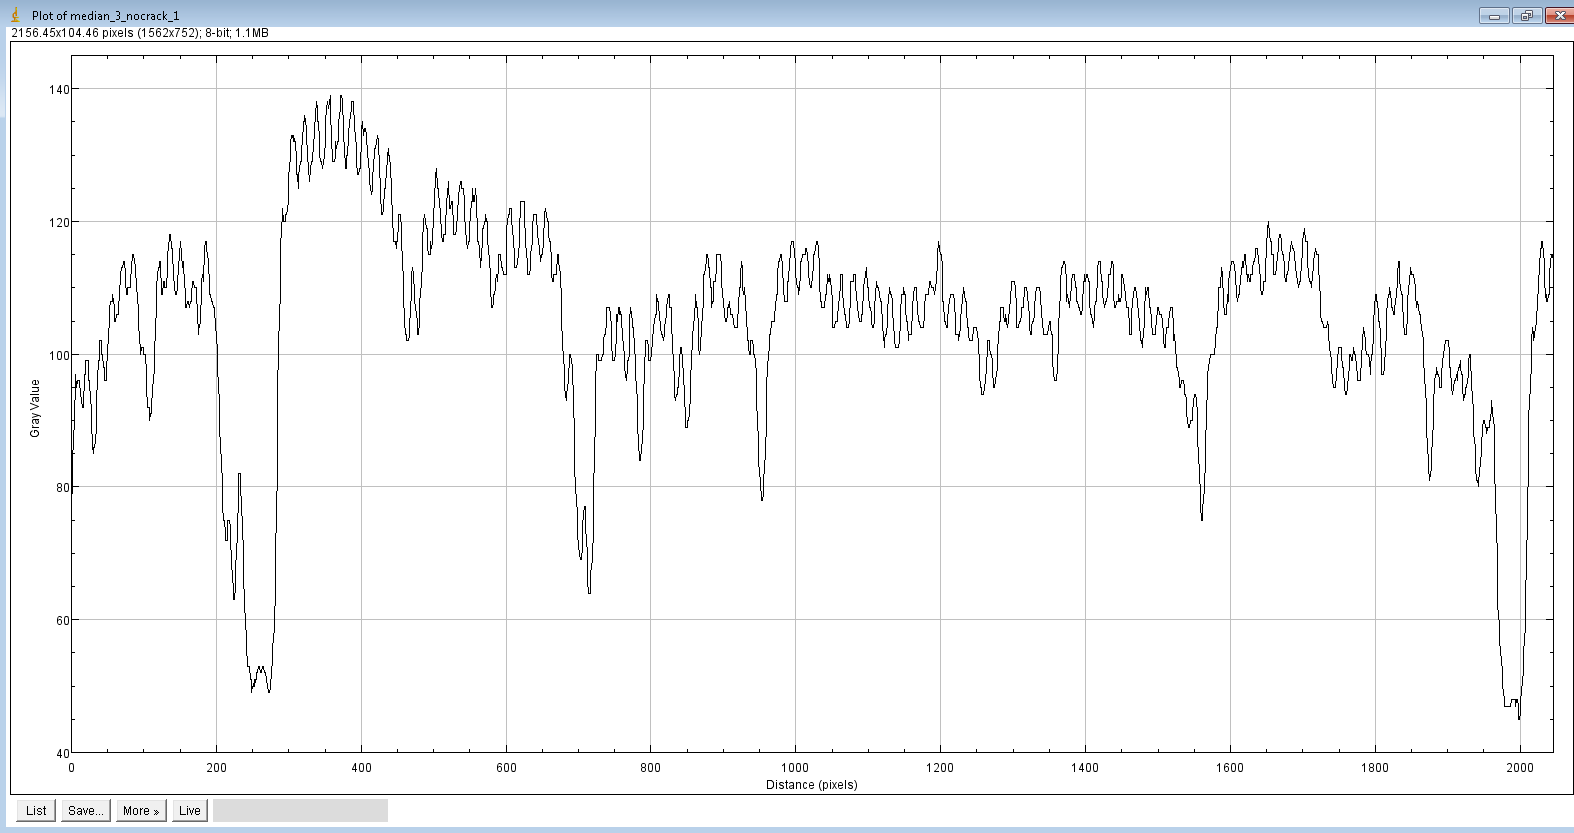 Plot of median_3_nocrack_1
2156.45x104.46 pixels (1562x752); 8-bit; 1.1MB
140
120
100
80
60
40
Gray Value
0 200 400 600 800 1000 1200 1400 1600 1800 2000
Distance (pixels)
List Save... More » Live